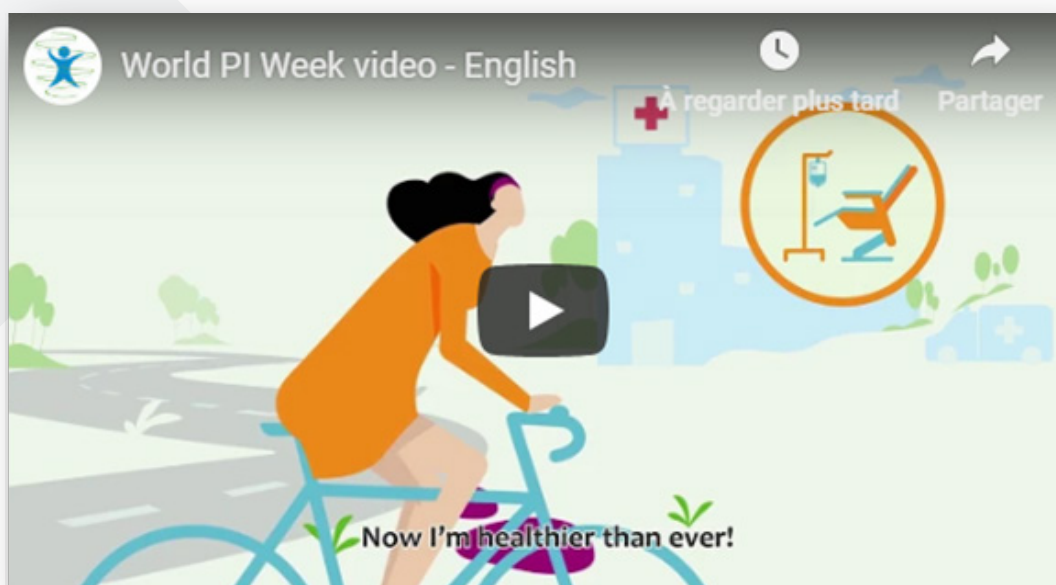 World PI Week video - English
À regarder plus tard
Partager
Now I'm healthier than ever!